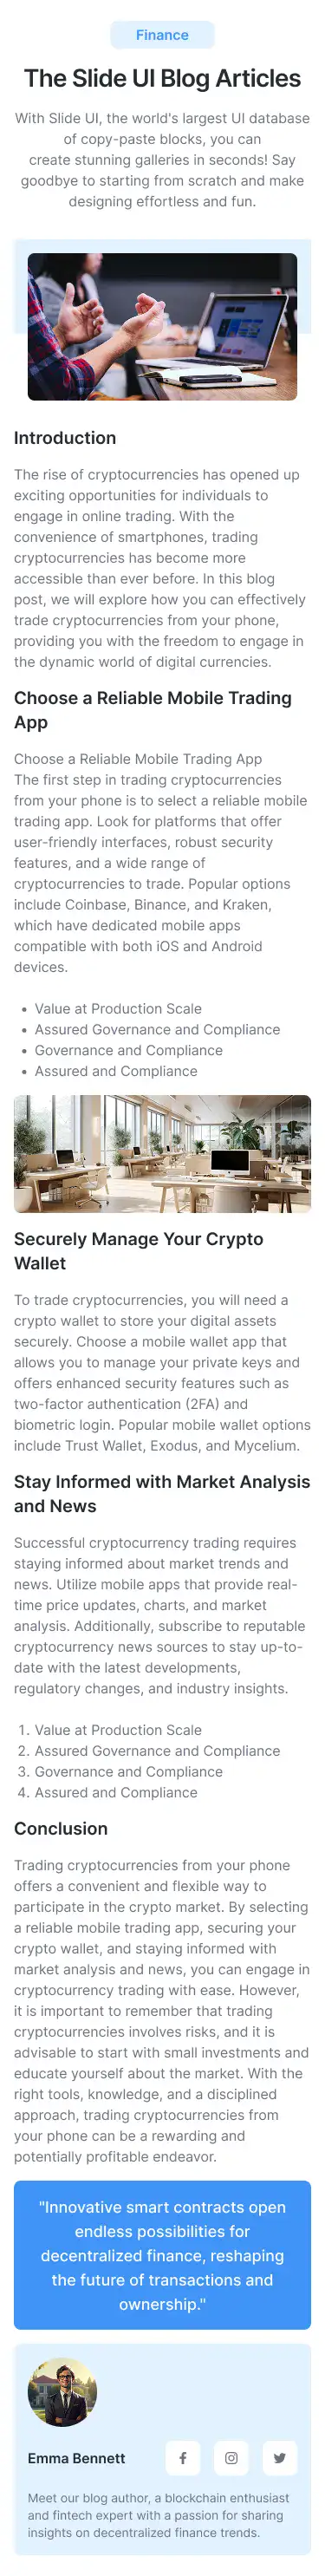 Finance
The Slide UI Blog Articles
With Slide UI, the world's largest UI database
of copy-paste blocks, you can
create stunning galleries in seconds! Say
goodbye to starting from scratch and make
designing effortless and fun.
Introduction
The rise of cryptocurrencies has opened up
exciting opportunities for individuals to
engage in online trading. With the
convenience of smartphones, trading
cryptocurrencies has become more
accessible than ever before. In this blog
post, we will explore how you can effectively
trade cryptocurrencies from your phone,
providing you with the freedom to engage in
the dynamic world of digital currencies.
Choose a Reliable Mobile Trading
App
Choose a Reliable Mobile Trading App
The first step in trading cryptocurrencies
from your phone is to select a reliable mobile
trading app. Look for platforms that offer
user-friendly interfaces, robust security
features, and a wide range of
cryptocurrencies to trade. Popular options
include Coinbase, Binance, and Kraken,
which have dedicated mobile apps
compatible with both iOS and Android
devices.
• Value at Production Scale
• Assured Governance and Compliance
• Governance and Compliance
• Assured and Compliance
Securely Manage Your Crypto
Wallet
To trade cryptocurrencies, you will need a
crypto wallet to store your digital assets
securely. Choose a mobile wallet app that
allows you to manage your private keys and
offers enhanced security features such as
two-factor authentication (2FA) and
biometric login. Popular mobile wallet options
include Trust Wallet, Exodus, and Mycelium.
Stay Informed with Market Analysis
and News
Successful cryptocurrency trading requires
staying informed about market trends and
news. Utilize mobile apps that provide real-
time price updates, charts, and market
analysis. Additionally, subscribe to reputable
cryptocurrency news sources to stay up-to-
date with the latest developments,
regulatory changes, and industry insights.
1. Value at Production Scale
2. Assured Governance and Compliance
3. Governance and Compliance
4. Assured and Compliance
Conclusion
Trading cryptocurrencies from your phone
offers a convenient and flexible way to
participate in the crypto market. By selecting
a reliable mobile trading app, securing your
crypto wallet, and staying informed with
market analysis and news, you can engage in
cryptocurrency trading with ease. However,
it is important to remember that trading
cryptocurrencies involves risks, and it is
advisable to start with small investments and
educate yourself about the market. With the
right tools, knowledge, and a disciplined
approach, trading cryptocurrencies from
your phone can be a rewarding and
potentially profitable endeavor.
"Innovative smart contracts open
endless possibilities for
decentralized finance, reshaping
the future of transactions and
ownership."
Emma Bennett
Meet our blog author, a blockchain enthusiast
and fintech expert with a passion for sharing
insights on decentralized finance trends.